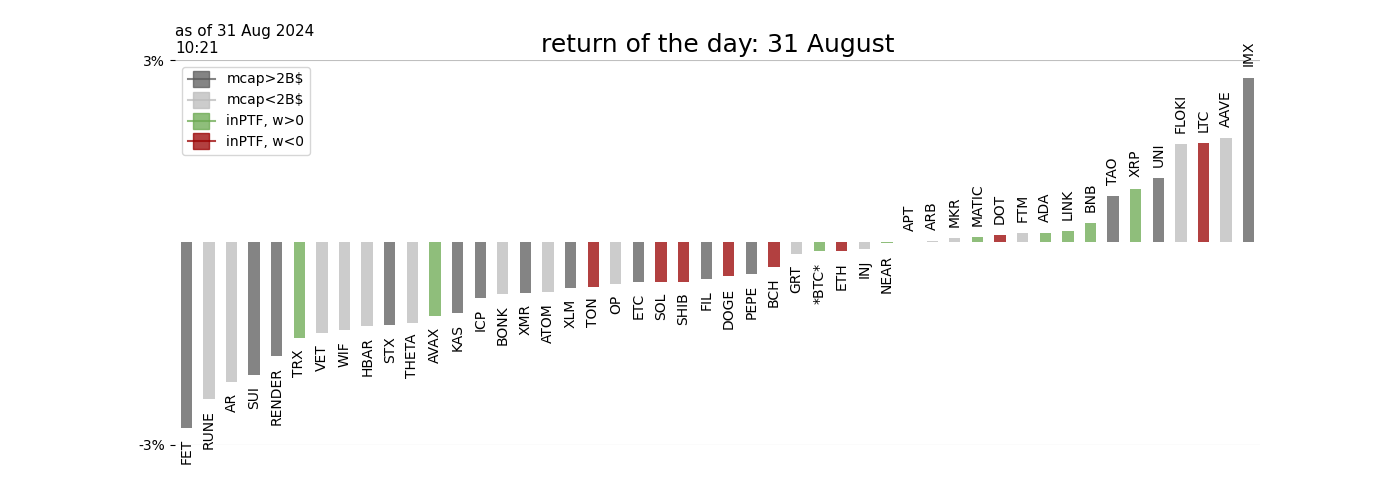 as of 31 Aug 2024
10:21
return of the day: 31 August
3%
mcap>2B$
mcap<2B$
inPTF, w>0
inPTF, w<0
-3%
FET
RUNE
AR
SUI
RENDER
TRX
VET
WIF
HBAR
STX
THETA
AVAX
KAS
ICP
BONK
XMR
ATOM
XLM
TON
OP
ETC
SOL
SHIB
FIL
DOGE
PEPE
BCH
GRT
*BTC*
ETH
INJ
NEAR
APT
ARB
MKR
MATIC
DOT
FTM
ADA
LINK
BNB
TAO
XRP
UNI
FLOKI
LTC
AAVE
IMX